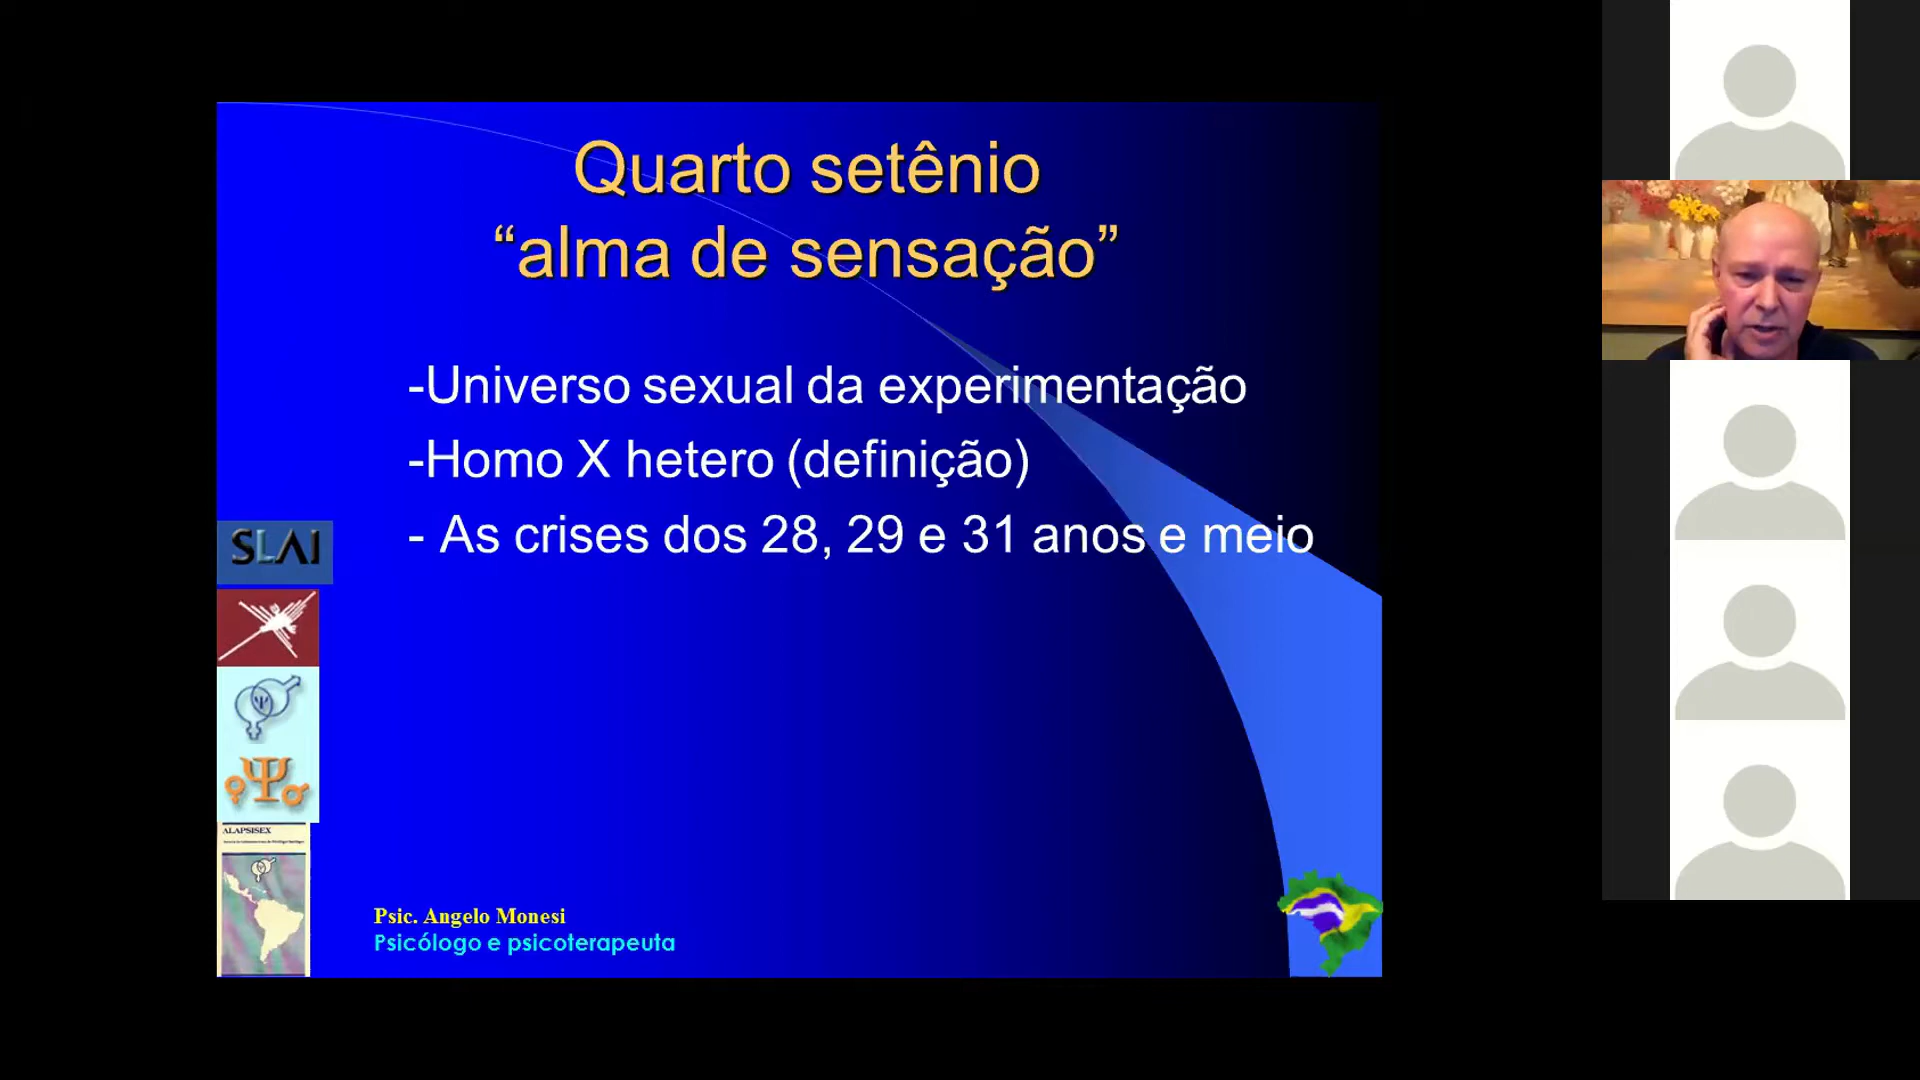 Quarto setênio
“alma de sensação”
-Universo sexual da experimentação
-Homo X hetero (definição)
- As crises dos 28, 29 e 31 anos e meio
SLAI
ALAPSISEX
Psic. Angelo Monesi
Psicólogo e psicoterapeuta